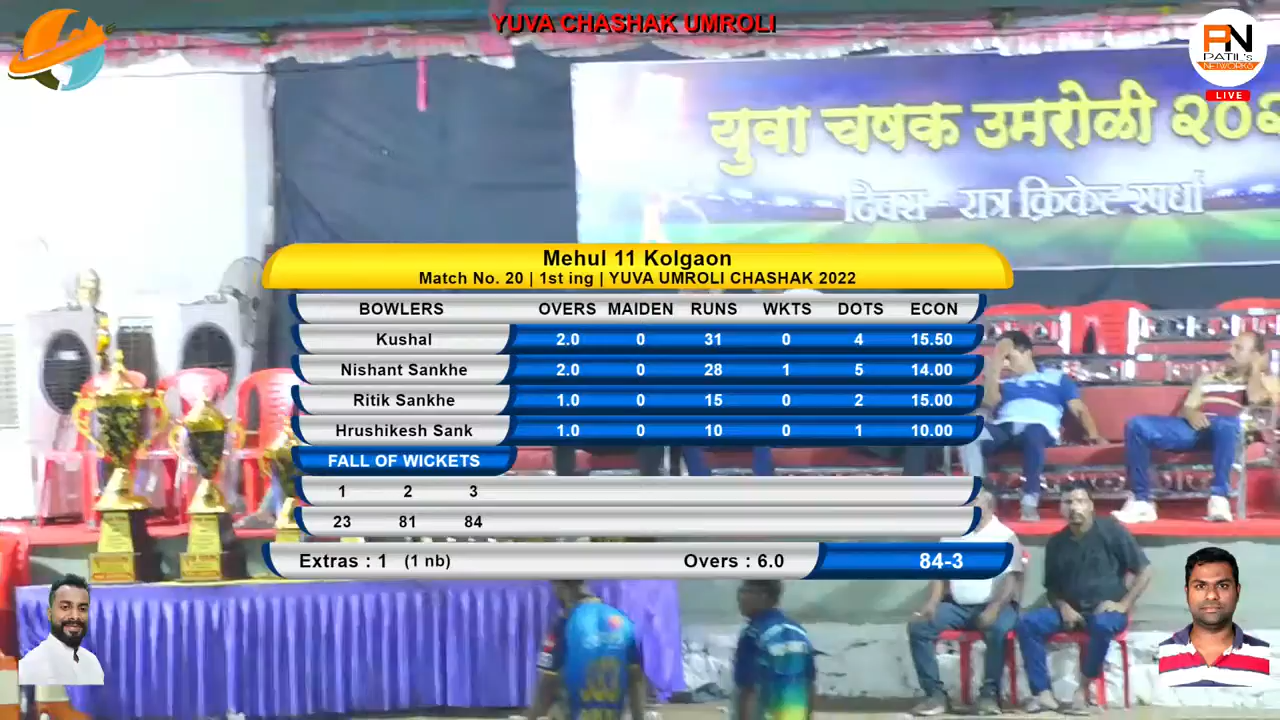 YUVA CHASHAK UMROLI
PN
PATIL's
NETWORKS
LIVE
युवा चषक उमरोळी २०२
दिवस - रात्र क्रिकेट स्पर्धा
Mehul 11 Kolgaon
Match No. 20 | 1st ing | YUVA UMROLI CHASHAK 2022
BOWLERS OVERS MAIDEN RUNS WKTS DOTS ECON
Kushal 2.0 0 31 0 4 15.50
Nishant Sankhe 2.0 0 28 1 5 14.00
Ritik Sankhe 1.0 0 15 0 2 15.00
Hrushikesh Sank 1.0 0 10 0 1 10.00
FALL OF WICKETS
1 2 3
23 81 84
Extras : 1 (1 nb) Overs : 6.0 84-3